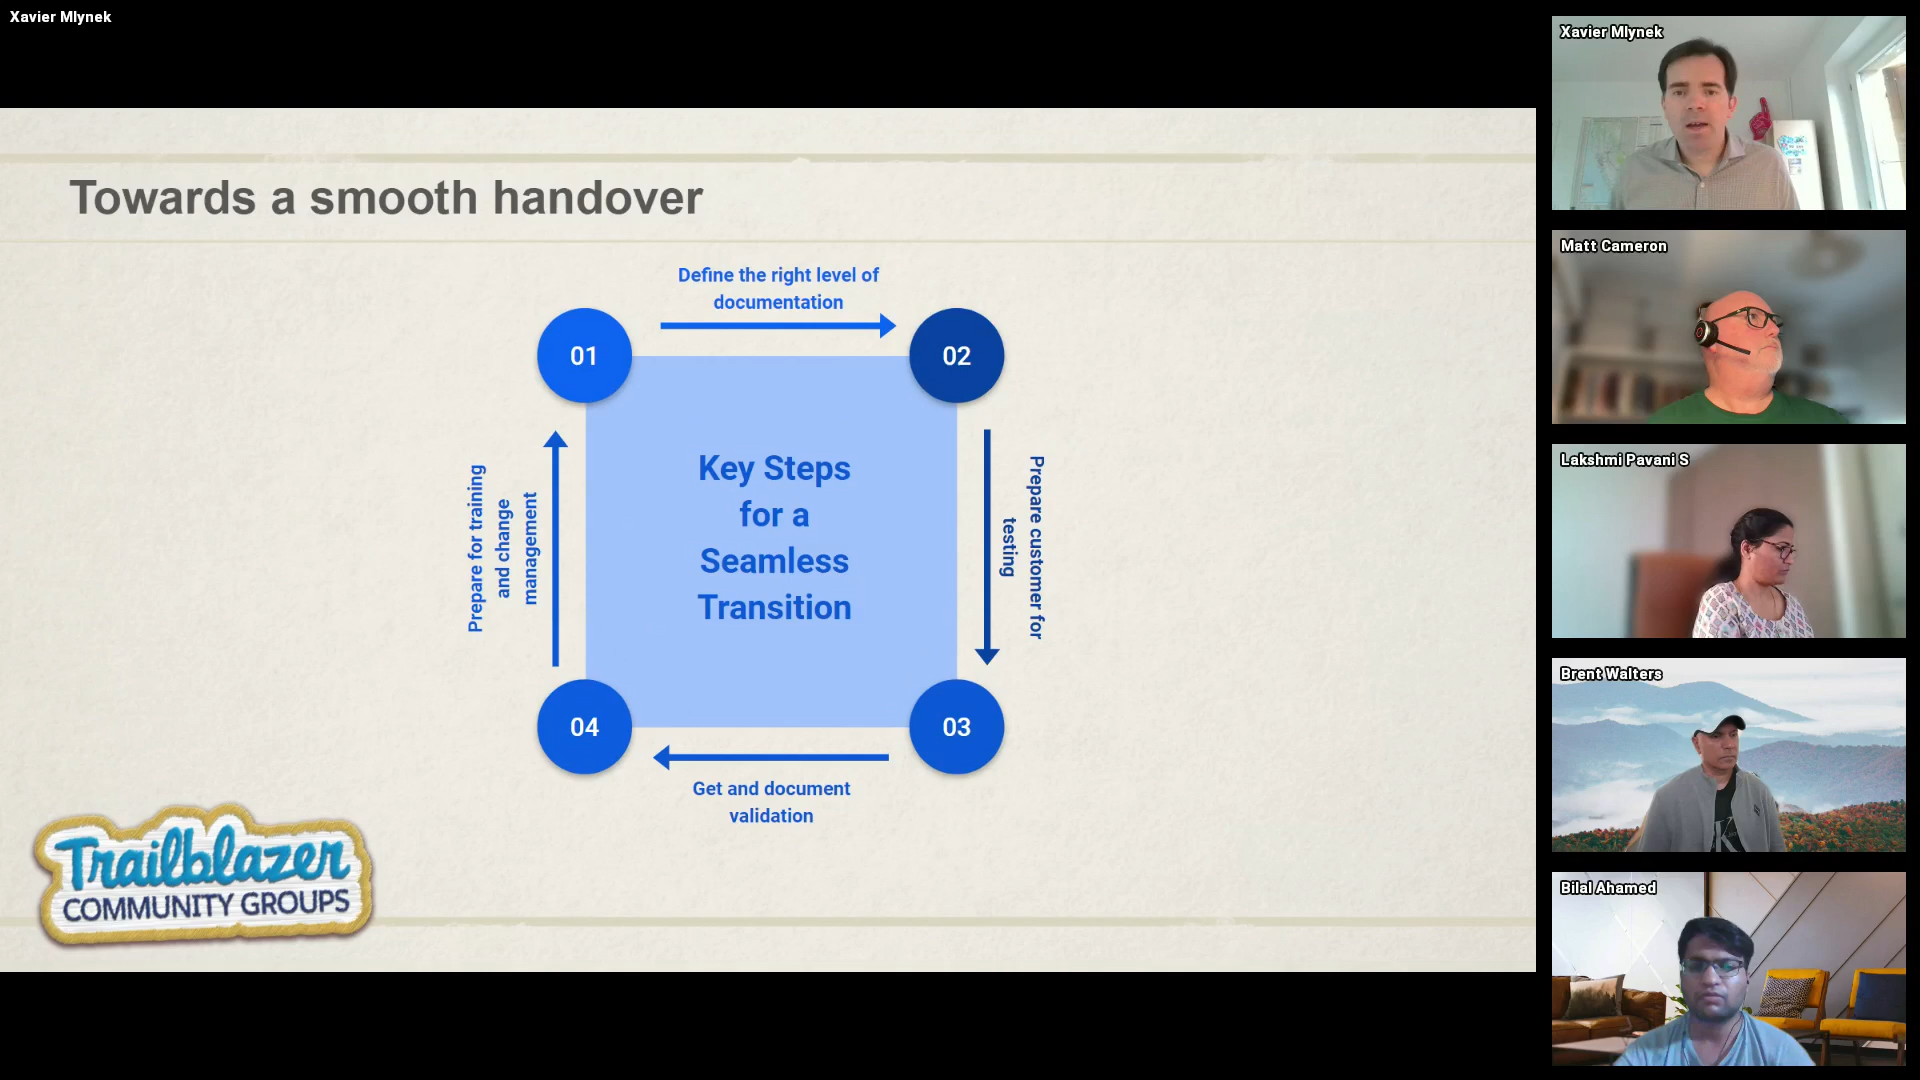 Xavier Mlynek
Towards a smooth handover
Define the right level of
documentation
01
02
Key Steps
for a
Seamless
Transition
Prepare customer for
testing
Prepare for training
and change
management
04
03
Get and document
validation
Trailblazer
COMMUNITY GROUPS
Xavier Mlynek
Matt Cameron
Lakshmi Pavani S
Brent Walters
Bilal Ahamed